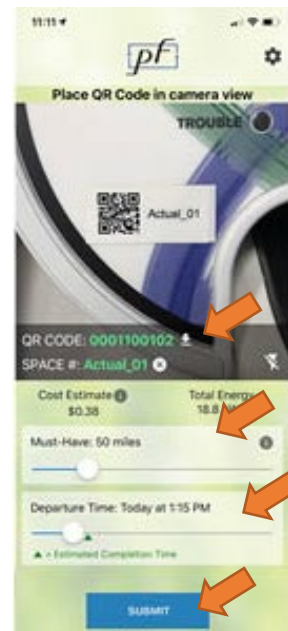 11:11
pf
Place QR Code in camera view
TROUBLE
Actual_01
QR CODE: 0001100102
SPACE #: Actual_01
Cost Estimate
Total Energy
$0.38
18.8
Must-Have: 50 miles
Departure Time: Today at 1:15 PM
▲ = Estimated Completion Time
SUBMIT